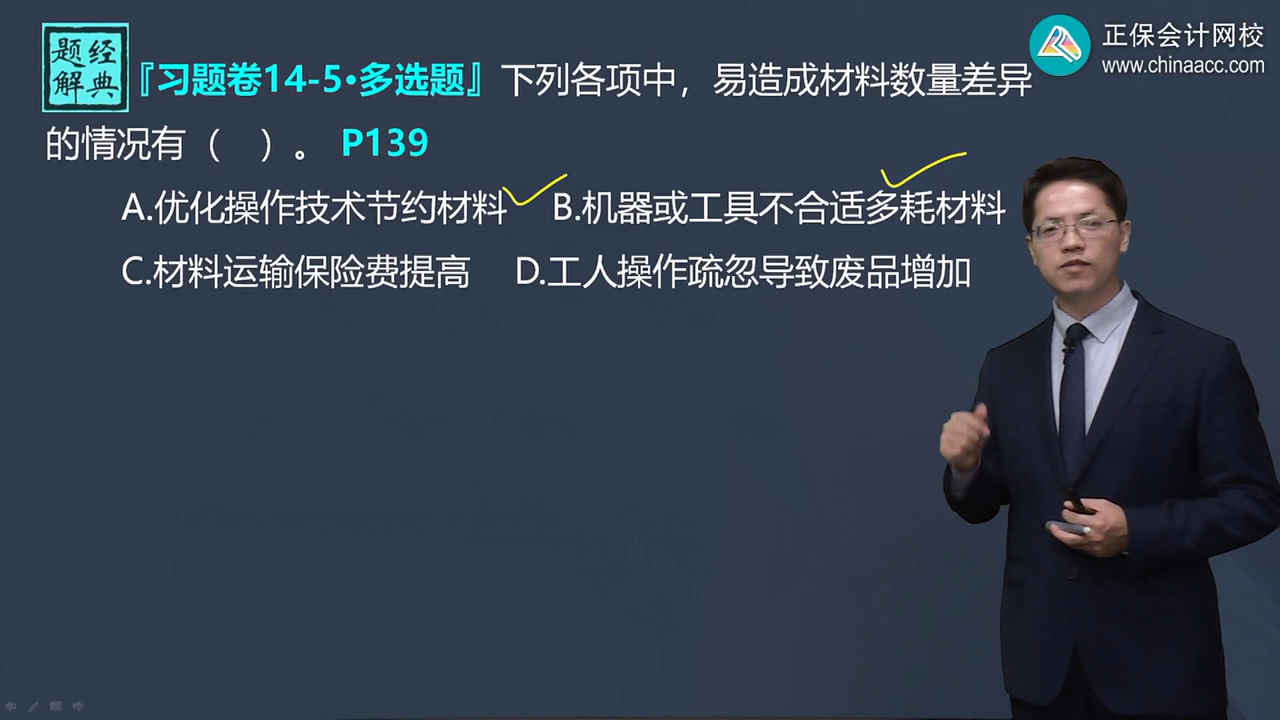 经典题解
『习题卷14-5•多选题』下列各项中，易造成材料数量差异
的情况有（ ）。 P139
A.优化操作技术节约材料 B.机器或工具不合适多耗材料
C.材料运输保险费提高 D.工人操作疏忽导致废品增加
正保会计网校
www.chinaacc.com